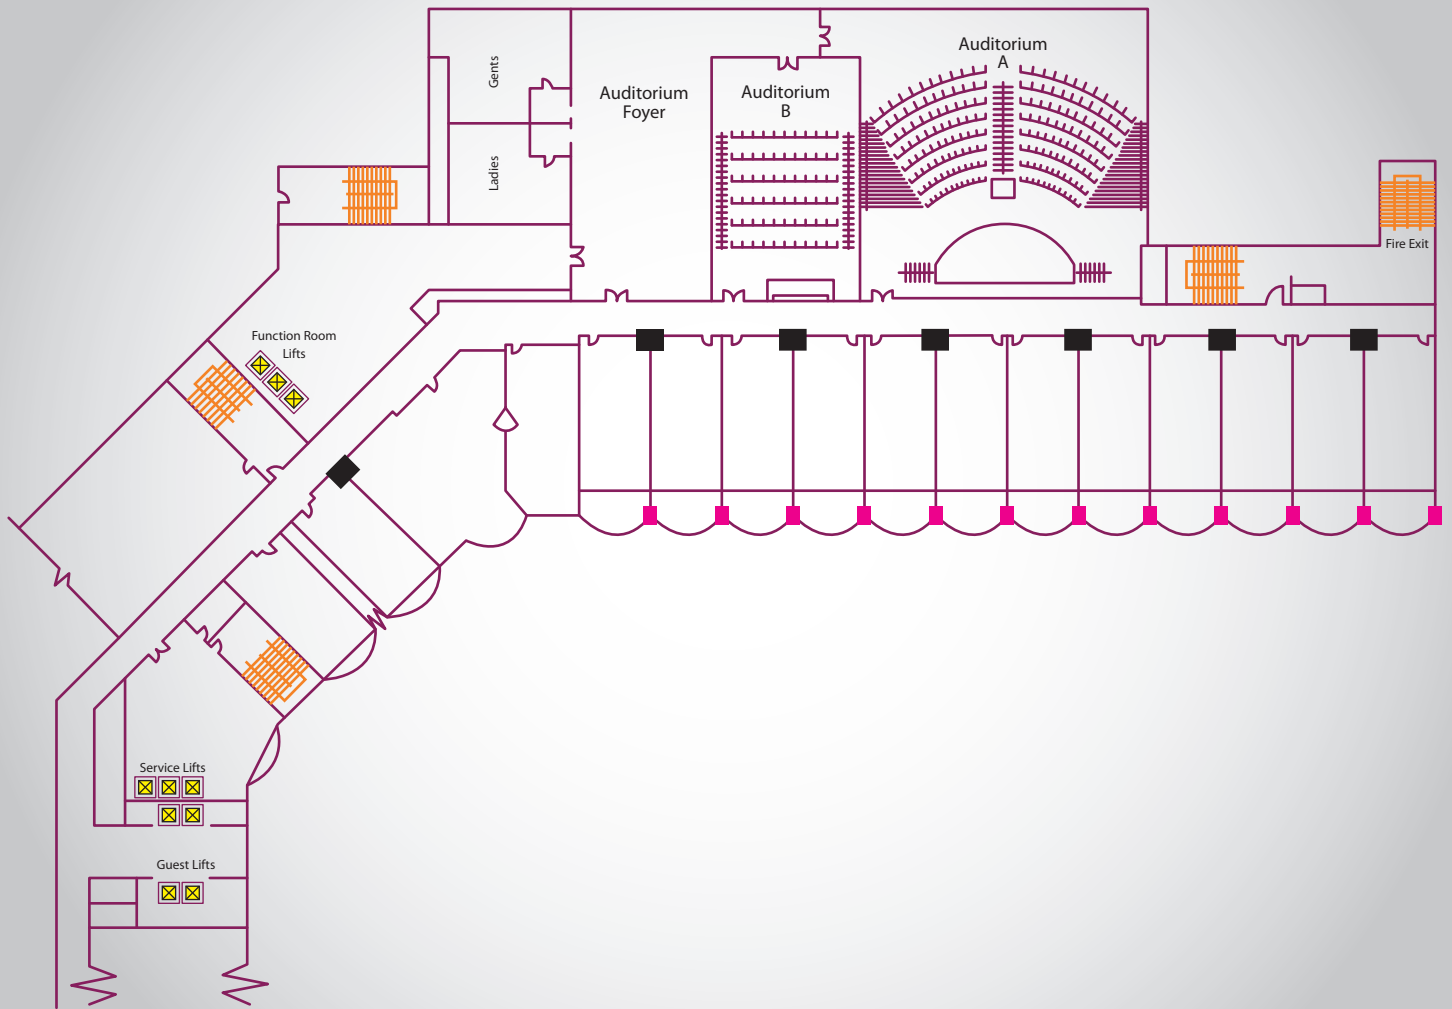 Gents
Ladies
Auditorium
Foyer
Auditorium
B
Auditorium
A
Fire Exit
Function Room
Lifts
Service Lifts
Guest Lifts